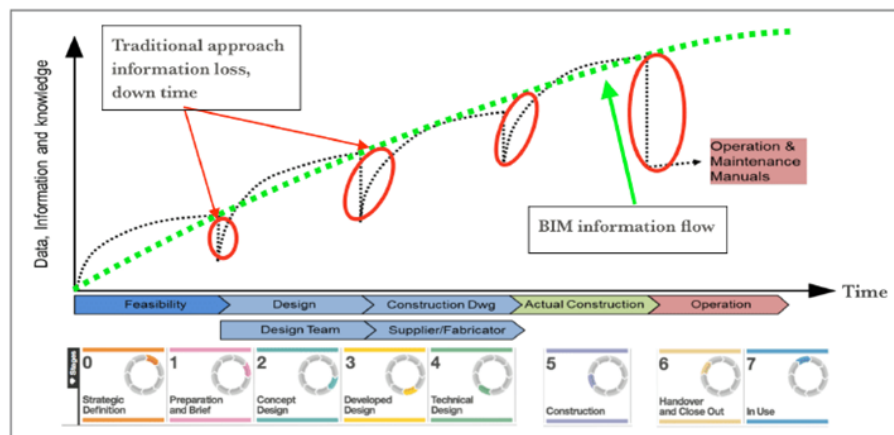 Traditional approach
information loss,
down time
Data, Information and knowledge
Operation &
Maintenance
Manuals
BIM information flow
Time
Feasibility
Design
Construction Dwg
Actual Construction
Operation
Design Team
Supplier/Fabricator
Stages
0
Strategic
Definition
1
Preparation
and Brief
2
Concept
Design
3
Developed
Design
4
Technical
Design
5
Construction
6
Handover
and Close Out
7
In Use